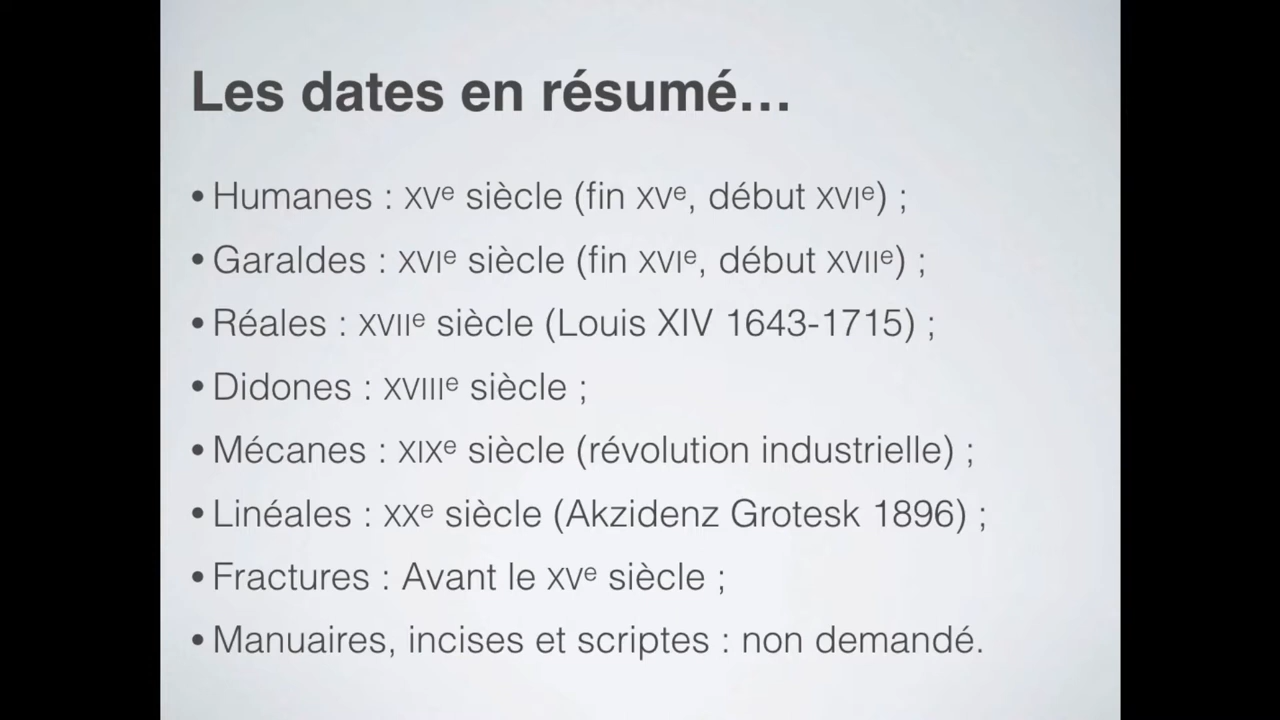 Les dates en résumé…
• Humanes : XVe siècle (fin XVe, début XVIe) ;
• Garaldes : XVIe siècle (fin XVIe, début XVIIe) ;
• Réales : XVIIe siècle (Louis XIV 1643-1715) ;
• Didones : XVIIIe siècle ;
• Mécanes : XIXe siècle (révolution industrielle) ;
• Linéales : XXe siècle (Akzidenz Grotesk 1896) ;
• Fractures : Avant le XVe siècle ;
• Manuaires, incises et scriptes : non demandé.